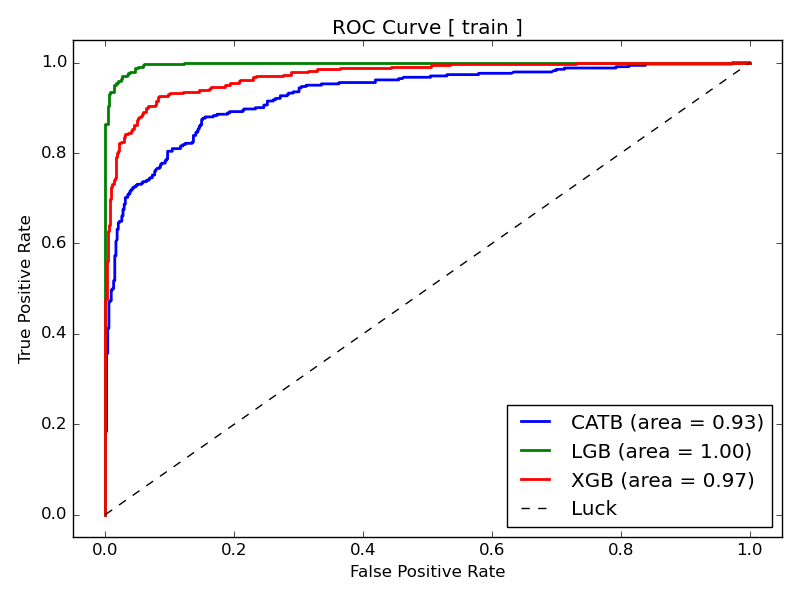 ROC Curve [ train ]
1.0
0.8
0.6
0.4
0.2
0.0
True Positive Rate
0.0 0.2 0.4 0.6 0.8 1.0
False Positive Rate
CATB (area = 0.93)
LGB (area = 1.00)
XGB (area = 0.97)
Luck